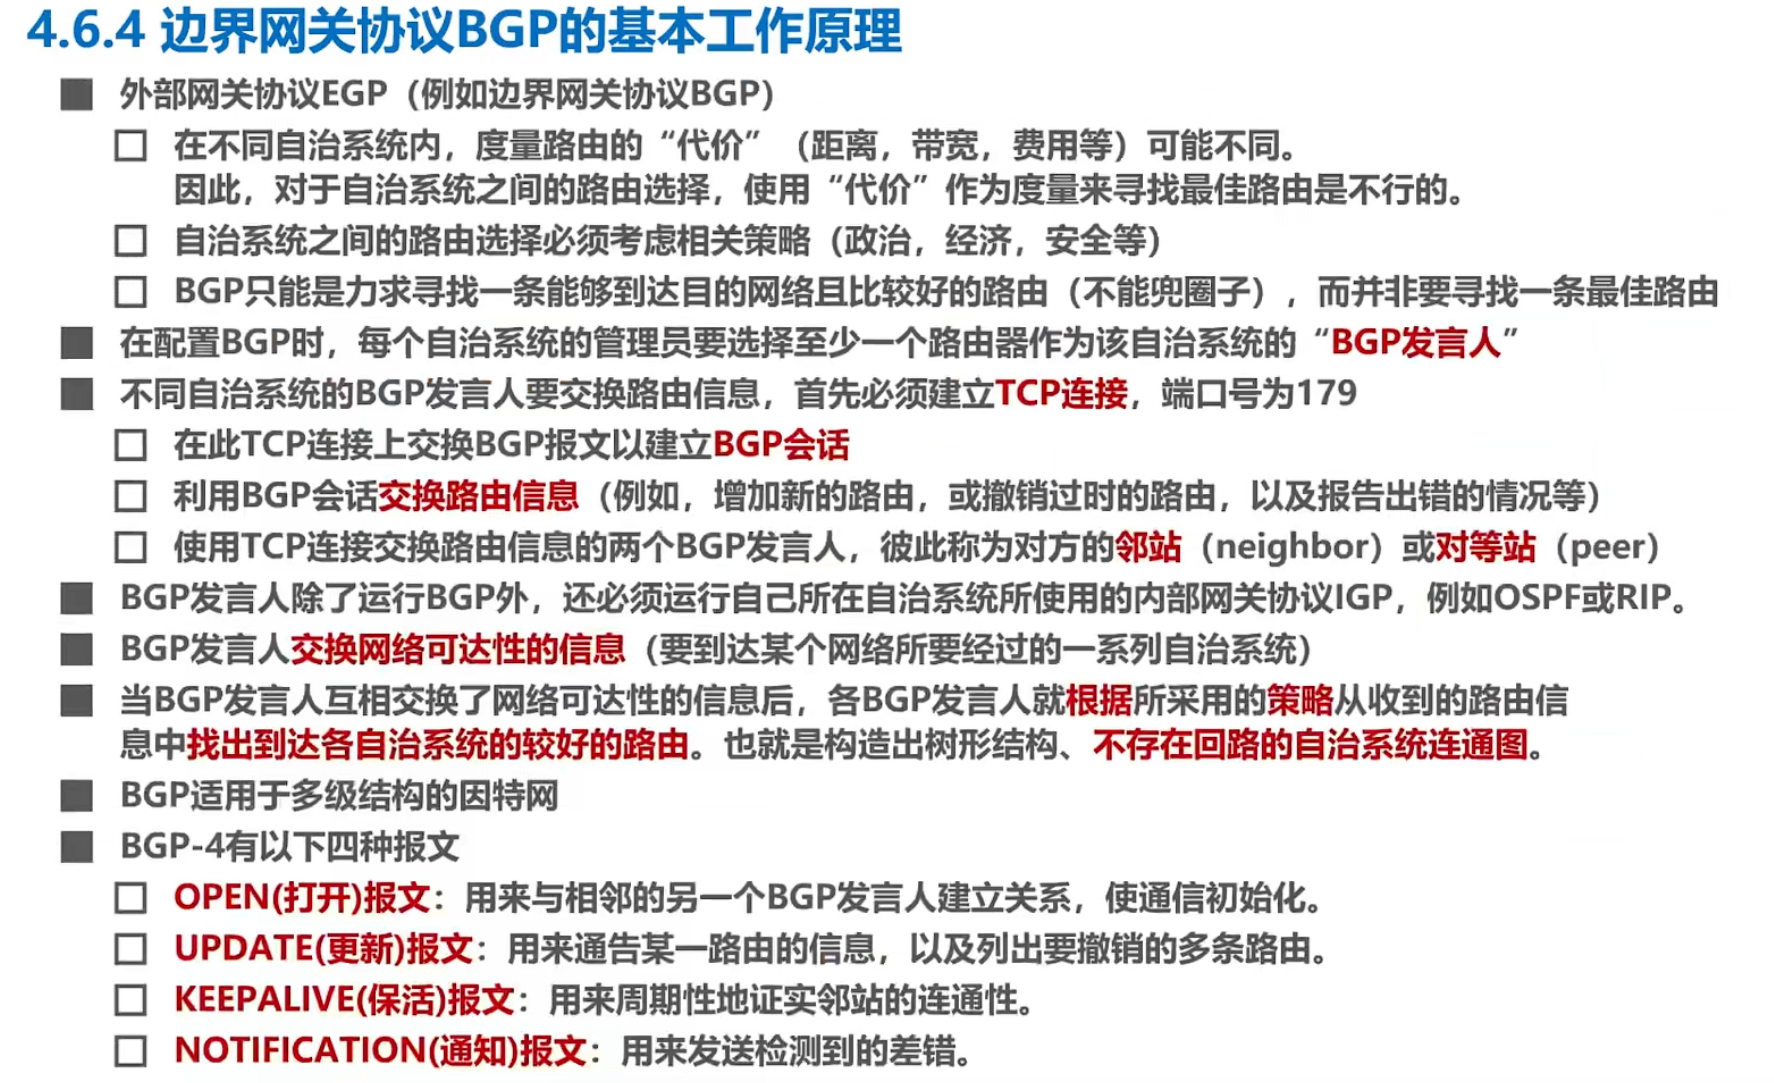 4.6.4 边界网关协议BGP的基本工作原理
外部网关协议EGP（例如边界网关协议BGP）
在不同自治系统内，度量路由的“代价”（距离，带宽，费用等）可能不同。
因此，对于自治系统之间的路由选择，使用“代价”作为度量来寻找最佳路由是不行的。
自治系统之间的路由选择必须考虑相关策略（政治，经济，安全等）
BGP只能是力求寻找一条能够到达目的网络且比较好的路由（不能兜圈子），而并非要寻找一条最佳路由
在配置BGP时，每个自治系统的管理员要选择至少一个路由器作为该自治系统的“BGP发言人”
不同自治系统的BGP发言人要交换路由信息，首先必须建立TCP连接，端口号为179
在此TCP连接上交换BGP报文以建立BGP会话
利用BGP会话交换路由信息（例如，增加新的路由，或撤销过时的路由，以及报告出错的情况等）
使用TCP连接交换路由信息的两个BGP发言人，彼此称为对方的邻站（neighbor）或对等站（peer）
BGP发言人除了运行BGP外，还必须运行自己所在自治系统所使用的内部网关协议IGP，例如OSPF或RIP。
BGP发言人交换网络可达性的信息（要到达某个网络所要经过的一系列自治系统）
当BGP发言人互相交换了网络可达性的信息后，各BGP发言人就根据所采用的策略从收到的路由信
息中找出到达各自治系统的较好的路由。也就是构造出树形结构、不存在回路的自治系统连通图。
BGP适用于多级结构的因特网
BGP-4有以下四种报文
OPEN(打开)报文：用来与相邻的另一个BGP发言人建立关系，使通信初始化。
UPDATE(更新)报文：用来通告某一路由的信息，以及列出要撤销的多条路由。
KEEPALIVE(保活)报文：用来周期性地证实邻站的连通性。
NOTIFICATION(通知)报文：用来发送检测到的差错。